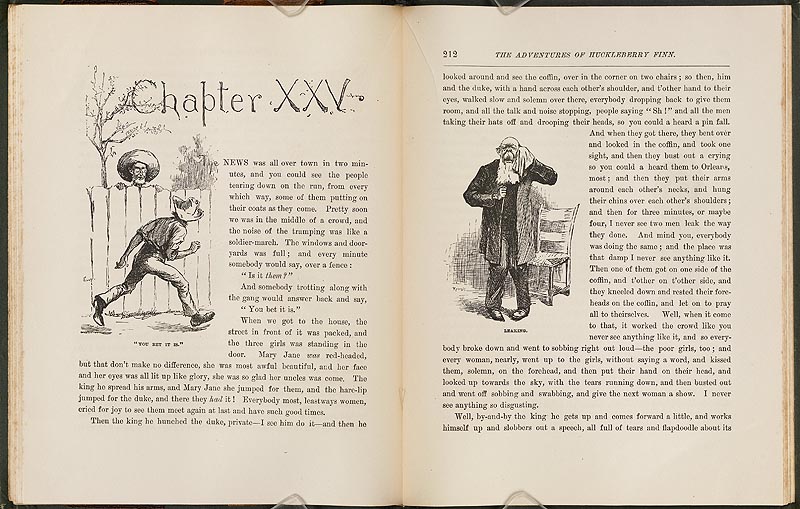 Chapter XXV.
NEWS was all over town in two min-
utes, and you could see the people
tearing down on the run, from every
which way, some of them putting on
their coats as they come. Pretty soon
we was in the middle of a crowd, and
the noise of the tramping was like a
soldier-march. The windows and door-
yards was full; and every minute
somebody would say, over a fence:
"Is it them?"
And somebody trotting along with
the gang would answer back and say,
"You bet it is."
When we got to the house, the
street in front of it was packed, and
the three girls was standing in the
door. Mary Jane was red-headed,
"YOU BET IT IS."
but that don't make no difference, she was most awful beautiful, and her face
and her eyes was all lit up like glory, she was so glad her uncles was come. The
king he spread his arms, and Mary Jane she jumped for them, and the hare-lip
jumped for the duke, and there they had it! Everybody most, leastways women,
cried for joy to see them meet again at last and have such good times.
Then the king he hunched the duke, private—I see him do it—and then he
212 THE ADVENTURES OF HUCKLEBERRY FINN.
looked around and see the coffin, over in the corner on two chairs; so then, him
and the duke, with a hand across each other's shoulder, and t'other hand to their
eyes, walked slow and solemn over there, everybody dropping back to give them
room, and all the talk and noise stopping, people saying "Sh!" and all the men
taking their hats off and drooping their heads, so you could a heard a pin fall.
And when they got there, they bent over
and looked in the coffin, and took one
sight, and then they bust out a crying
so you could a heard them to Orleans,
most; and then they put their arms
around each other's necks, and hung
their chins over each other's shoulders;
and then for three minutes, or maybe
four, I never see two men leak the way
they done. And mind you, everybody
was doing the same; and the place was
that damp I never see anything like it.
Then one of them got on one side of the
coffin, and t'other on t'other side, and
they kneeled down and rested their fore-
heads on the coffin, and let on to pray
all to theirselves. Well, when it come
to that, it worked the crowd like you
never see anything like it, and so every-
LEAKING.
body broke down and went to sobbing right out loud—the poor girls, too; and
every woman, nearly, went up to the girls, without saying a word, and kissed
them, solemn, on the forehead, and then put their hand on their head, and
looked up towards the sky, with the tears running down, and then busted out
and went off sobbing and swabbing, and give the next woman a show. I never
see anything so disgusting.
Well, by-and-by the king he gets up and comes forward a little, and works
himself up and slobbers out a speech, all full of tears and flapdoodle about its